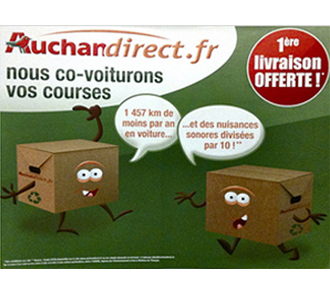 Auchandirect.fr
nous co-voiturons
vos courses
1ère
livraison
OFFERTE !*
1 457 km de
moins par an
en voiture...
...et des nuisances
sonores divisées
par 10 !**